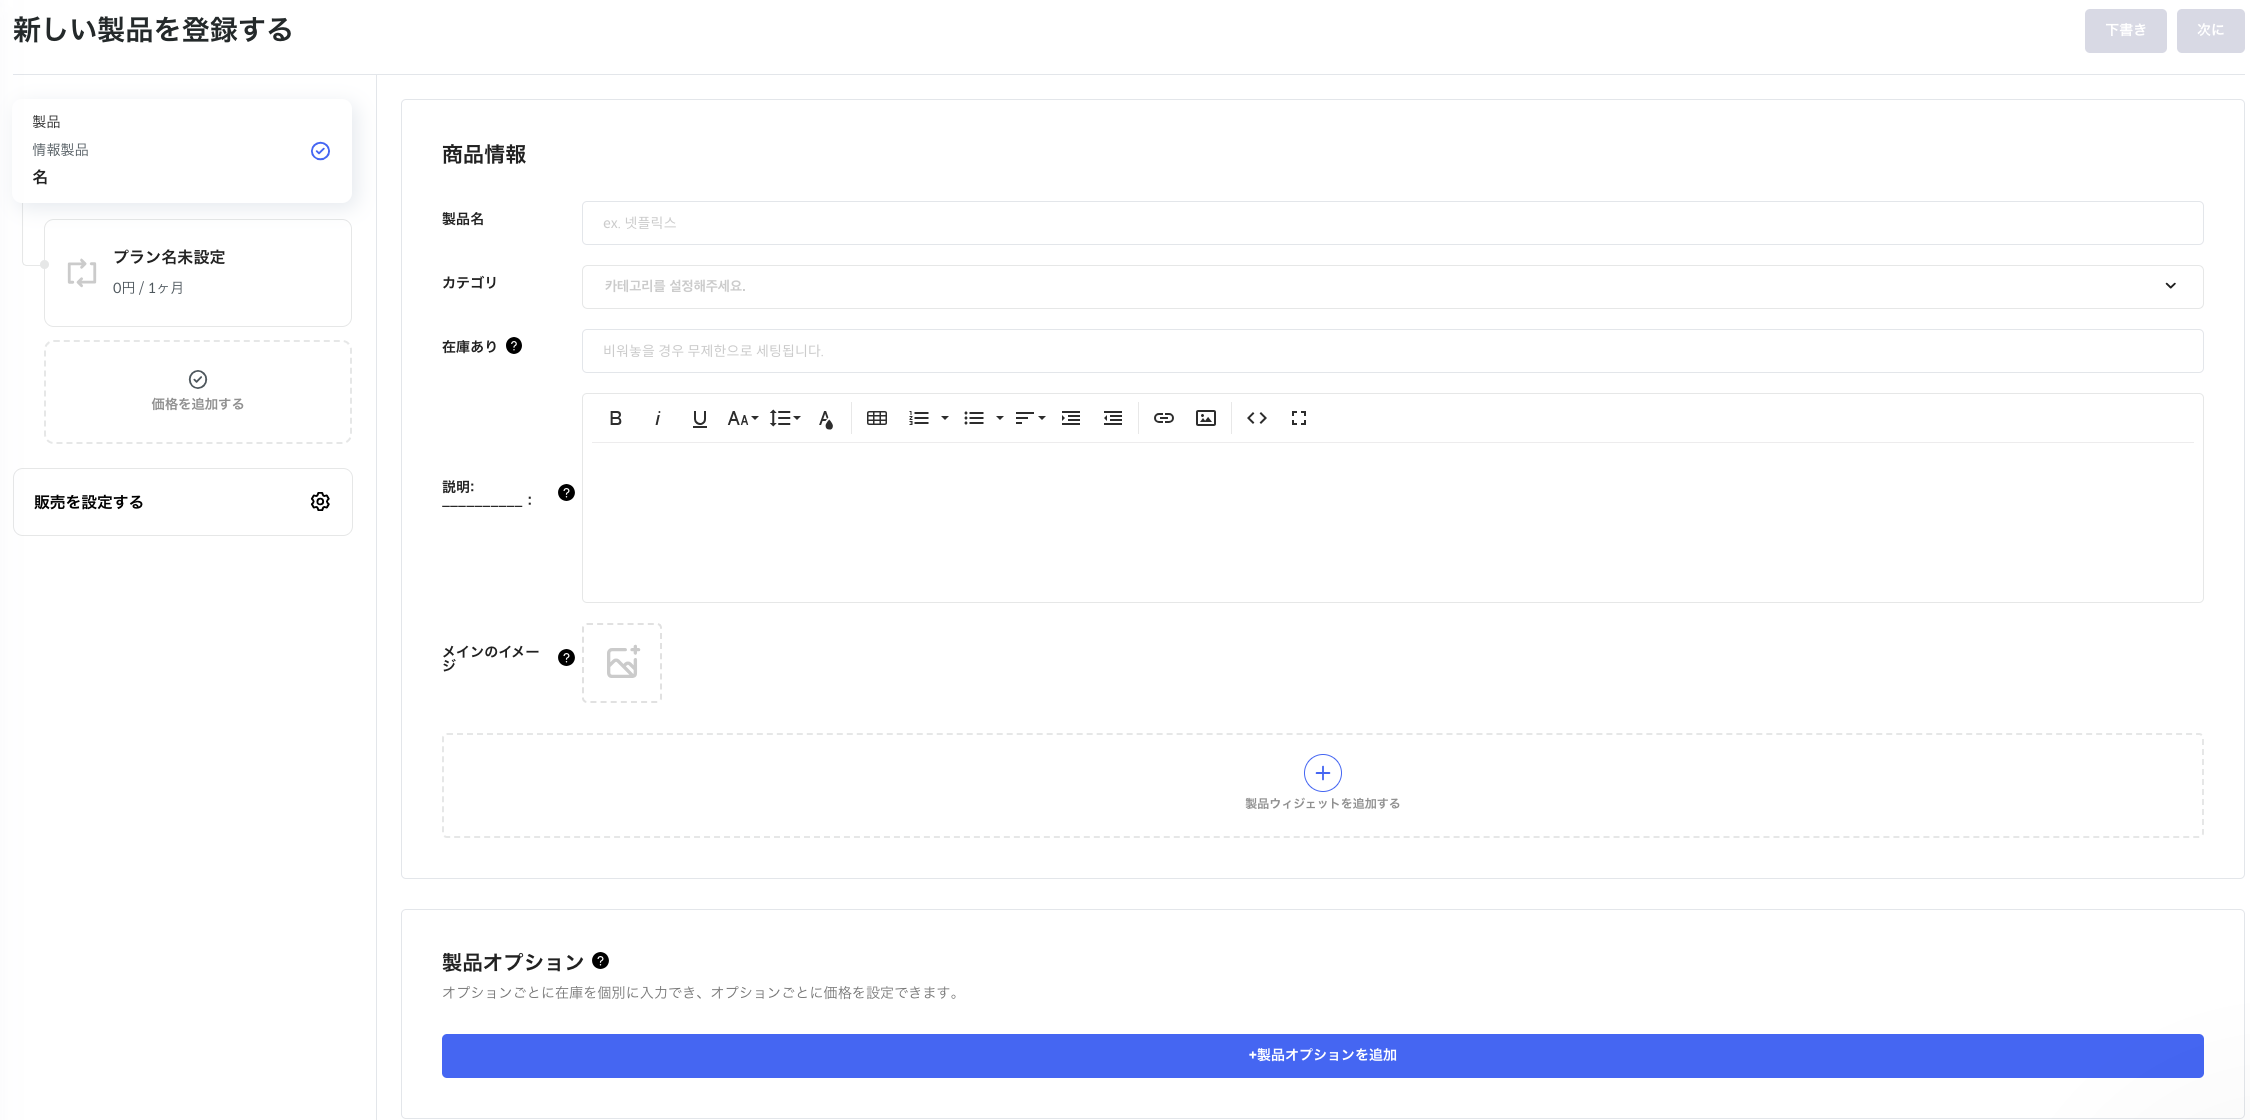 新しい製品を登録する
下書き
次に
製品
情報製品
名
プラン名未設定
0円 / 1ヶ月
価格を追加する
販売を設定する
商品情報
製品名
ex. 넷플릭스
カテゴリ
카테고리를 설정해주세요.
在庫あり
비워놓을 경우 무제한으로 세팅됩니다.
説明:
__________ :
メインのイメー
ジ
製品ウィジェットを追加する
製品オプション
オプションごとに在庫を個別に入力でき、オプションごとに価格を設定できます。
+製品オプションを追加